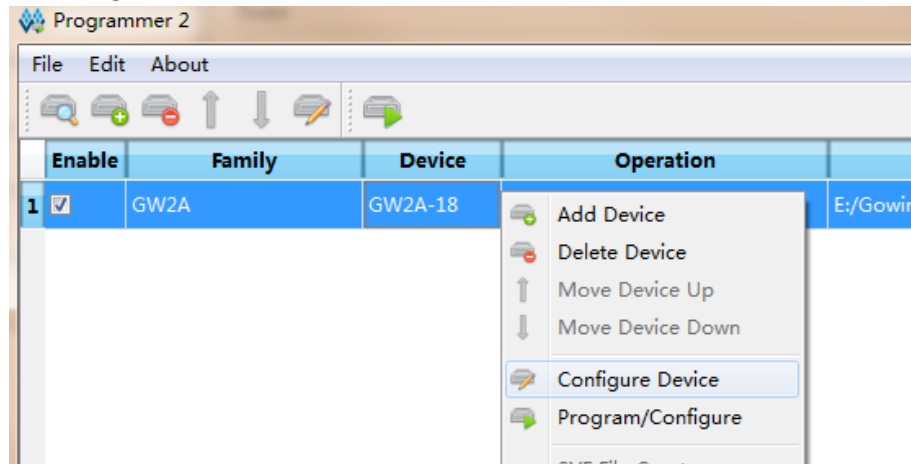 Programmer 2
File Edit About
Enable Family Device Operation
1 GW2A GW2A-18 E:/Gowin
Add Device
Delete Device
Move Device Up
Move Device Down
Configure Device
Program/Configure